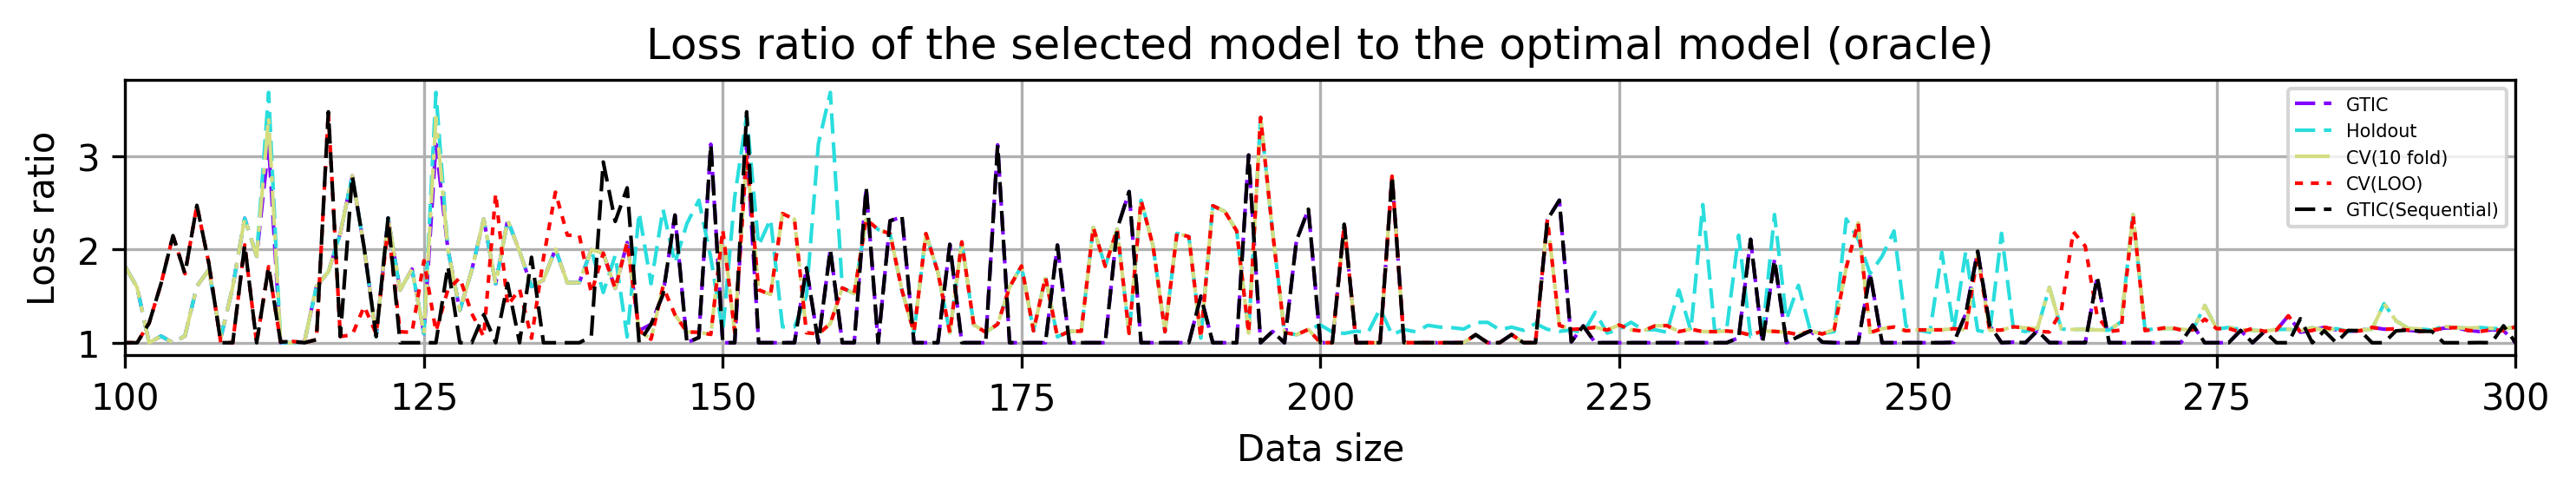 Loss ratio of the selected model to the optimal model (oracle)
Loss ratio
3
2
1
100 125 150 175 200 225 250 275 300
Data size
GTIC
Holdout
CV(10 fold)
CV(LOO)
GTIC(Sequential)